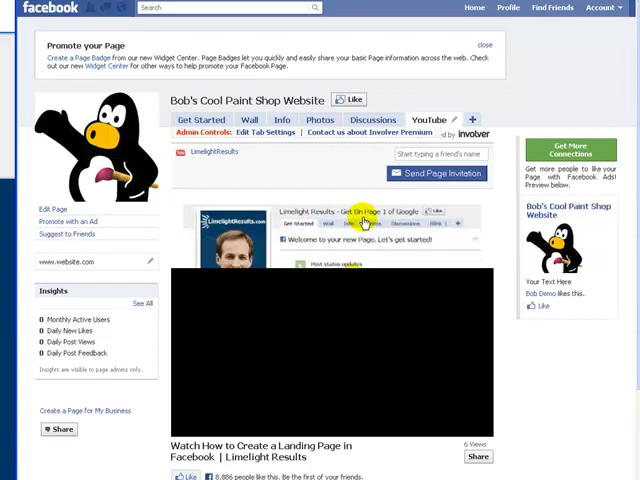 facebook
Search
Home Profile Find Friends Account
Promote your Page
close
Create a Page Badge from our new Widget Center. Page Badges let you quickly and easily share your basic Page information across the web. Check
out our new Widget Center for other ways to help promote your Facebook Page.
Bob's Cool Paint Shop Website Like
Get Started Wall Info Photos Discussions YouTube +
Admin Controls: Edit Tab Settings | Contact us about Involver Premium
d by involver
LimelightResults
Start typing a friend's name
Send Page Invitation
Get More
Connections
Get more people to like your
Page with Facebook Ads!
Preview below.
Bob's Cool Paint Shop
Website
Your Text Here
Bob Demo likes this.
Like
Edit Page
Promote with an Ad
Suggest to Friends
www.website.com
Insights
See All
0 Monthly Active Users
0 Daily New Likes
0 Daily Post Views
0 Daily Post Feedback
Insights are visible to page admins only.
Create a Page for My Business
Share
LimelightResults.com
Limelight Results - Get On Page 1 of Google Like
Get Started Wall Info Discussions
Welcome to your new Page. Let's get started!
Post status updates
Watch How to Create a Landing Page in
Facebook | Limelight Results
6 Views
Share
Like 8,886 people like this. Be the first of your friends.